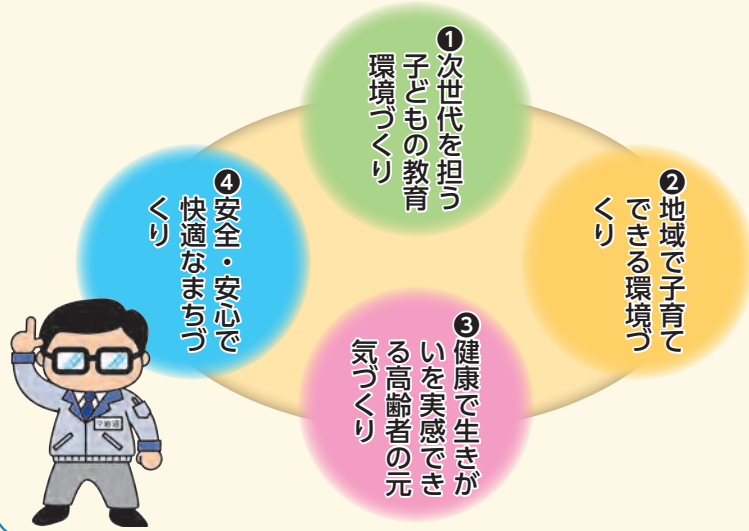 ❶次世代を担う
子どもの教育
環境づくり
❷地域で子育て
できる環境づ
くり
❸健康で生きが
いを実感でき
る高齢者の元
気づくり
❹安全・安心で
快適なまちづ
くり